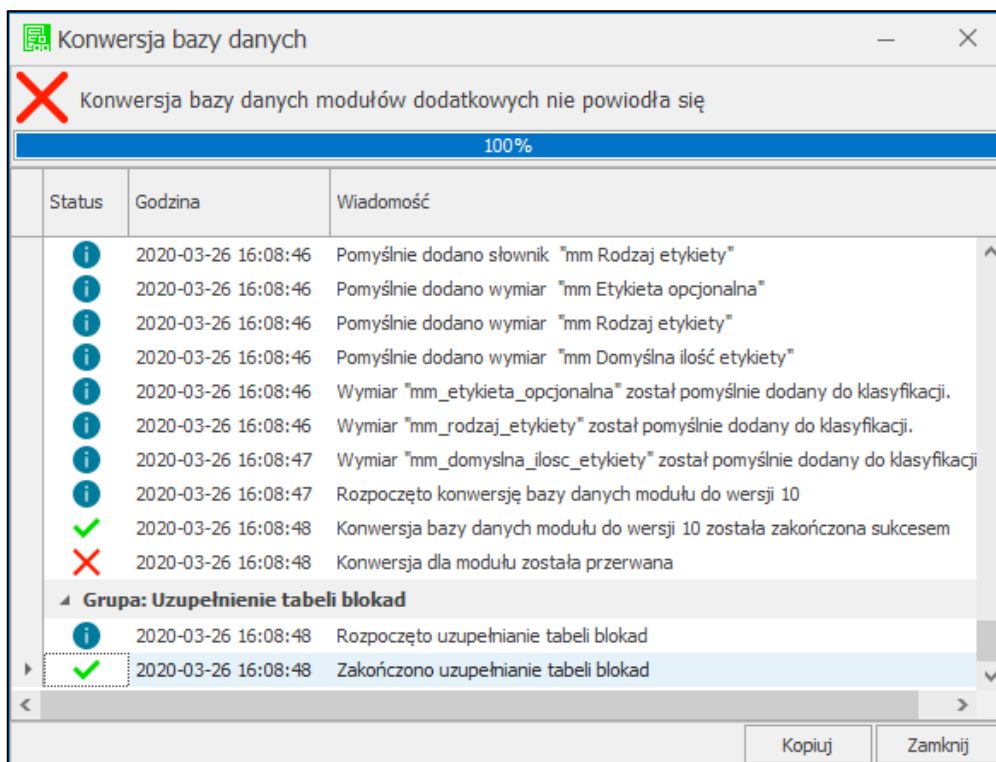 Konwersja bazy danych
Konwersja bazy danych modułów dodatkowych nie powiodła się
100%
Status Godzina Wiadomość
2020-03-26 16:08:46 Pomyślnie dodano słownik "mm Rodzaj etykiety"
2020-03-26 16:08:46 Pomyślnie dodano wymiar "mm Etykieta opcjonalna"
2020-03-26 16:08:46 Pomyślnie dodano wymiar "mm Rodzaj etykiety"
2020-03-26 16:08:46 Pomyślnie dodano wymiar "mm Domyślna ilość etykiety"
2020-03-26 16:08:46 Wymiar "mm_etykieta_opcjonalna" został pomyślnie dodany do klasyfikacji.
2020-03-26 16:08:46 Wymiar "mm_rodzaj_etykiety" został pomyślnie dodany do klasyfikacji.
2020-03-26 16:08:47 Wymiar "mm_domyslna_ilosc_etykiety" został pomyślnie dodany do klasyfikacji
2020-03-26 16:08:47 Rozpoczęto konwersję bazy danych modułu do wersji 10
2020-03-26 16:08:48 Konwersja bazy danych modułu do wersji 10 została zakończona sukcesem
2020-03-26 16:08:48 Konwersja dla modułu została przerwana
Grupa: Uzupełnienie tabeli blokad
2020-03-26 16:08:48 Rozpoczęto uzupełnianie tabeli blokad
2020-03-26 16:08:48 Zakończono uzupełnianie tabeli blokad
Kopiuj Zamknij